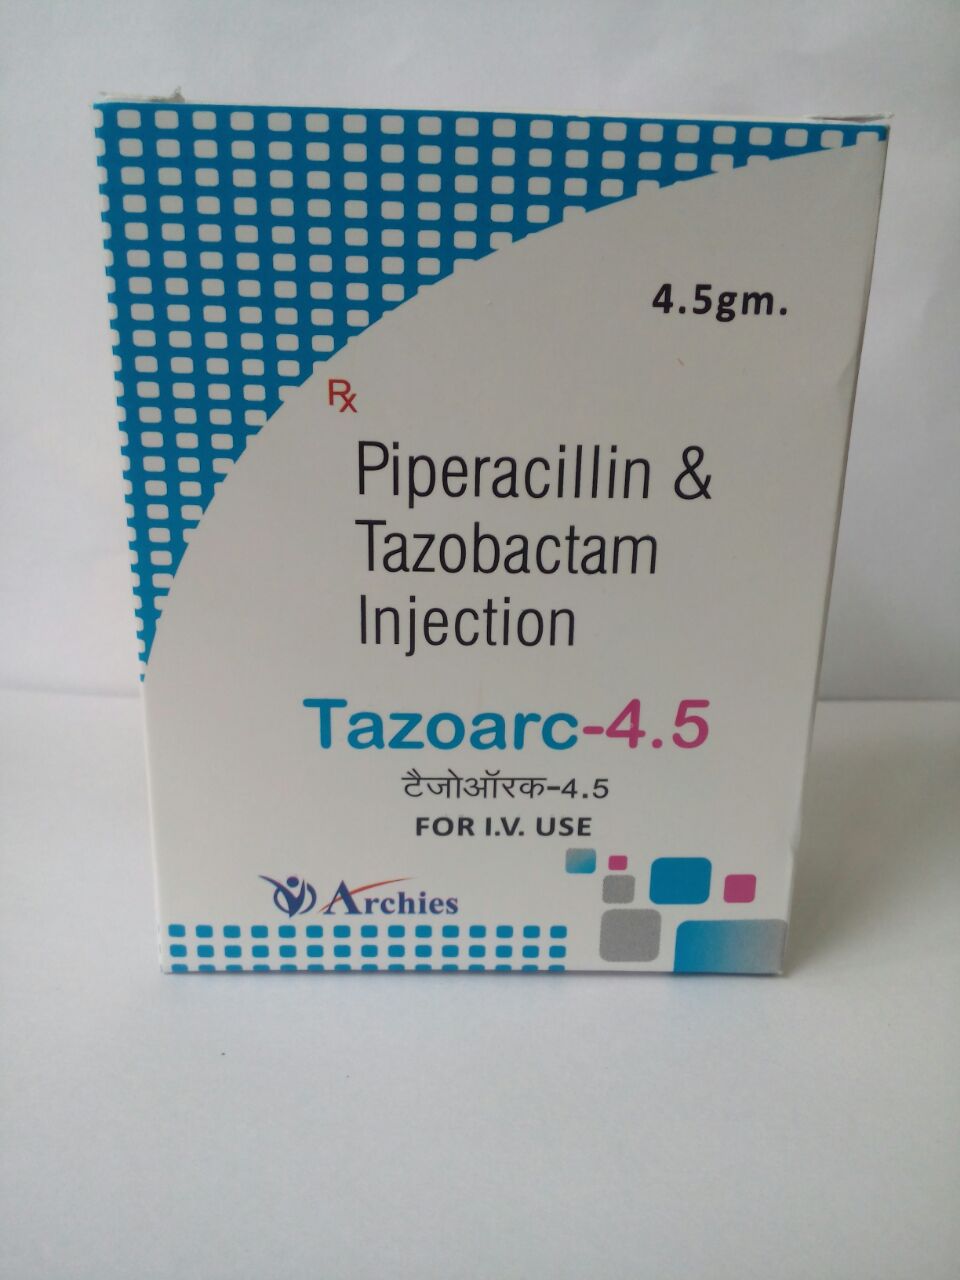 4.5gm.
Rx
Piperacillin &
Tazobactam
Injection
Tazoarc-4.5
टैजोऑरक-4.5
FOR I.V. USE
Archies